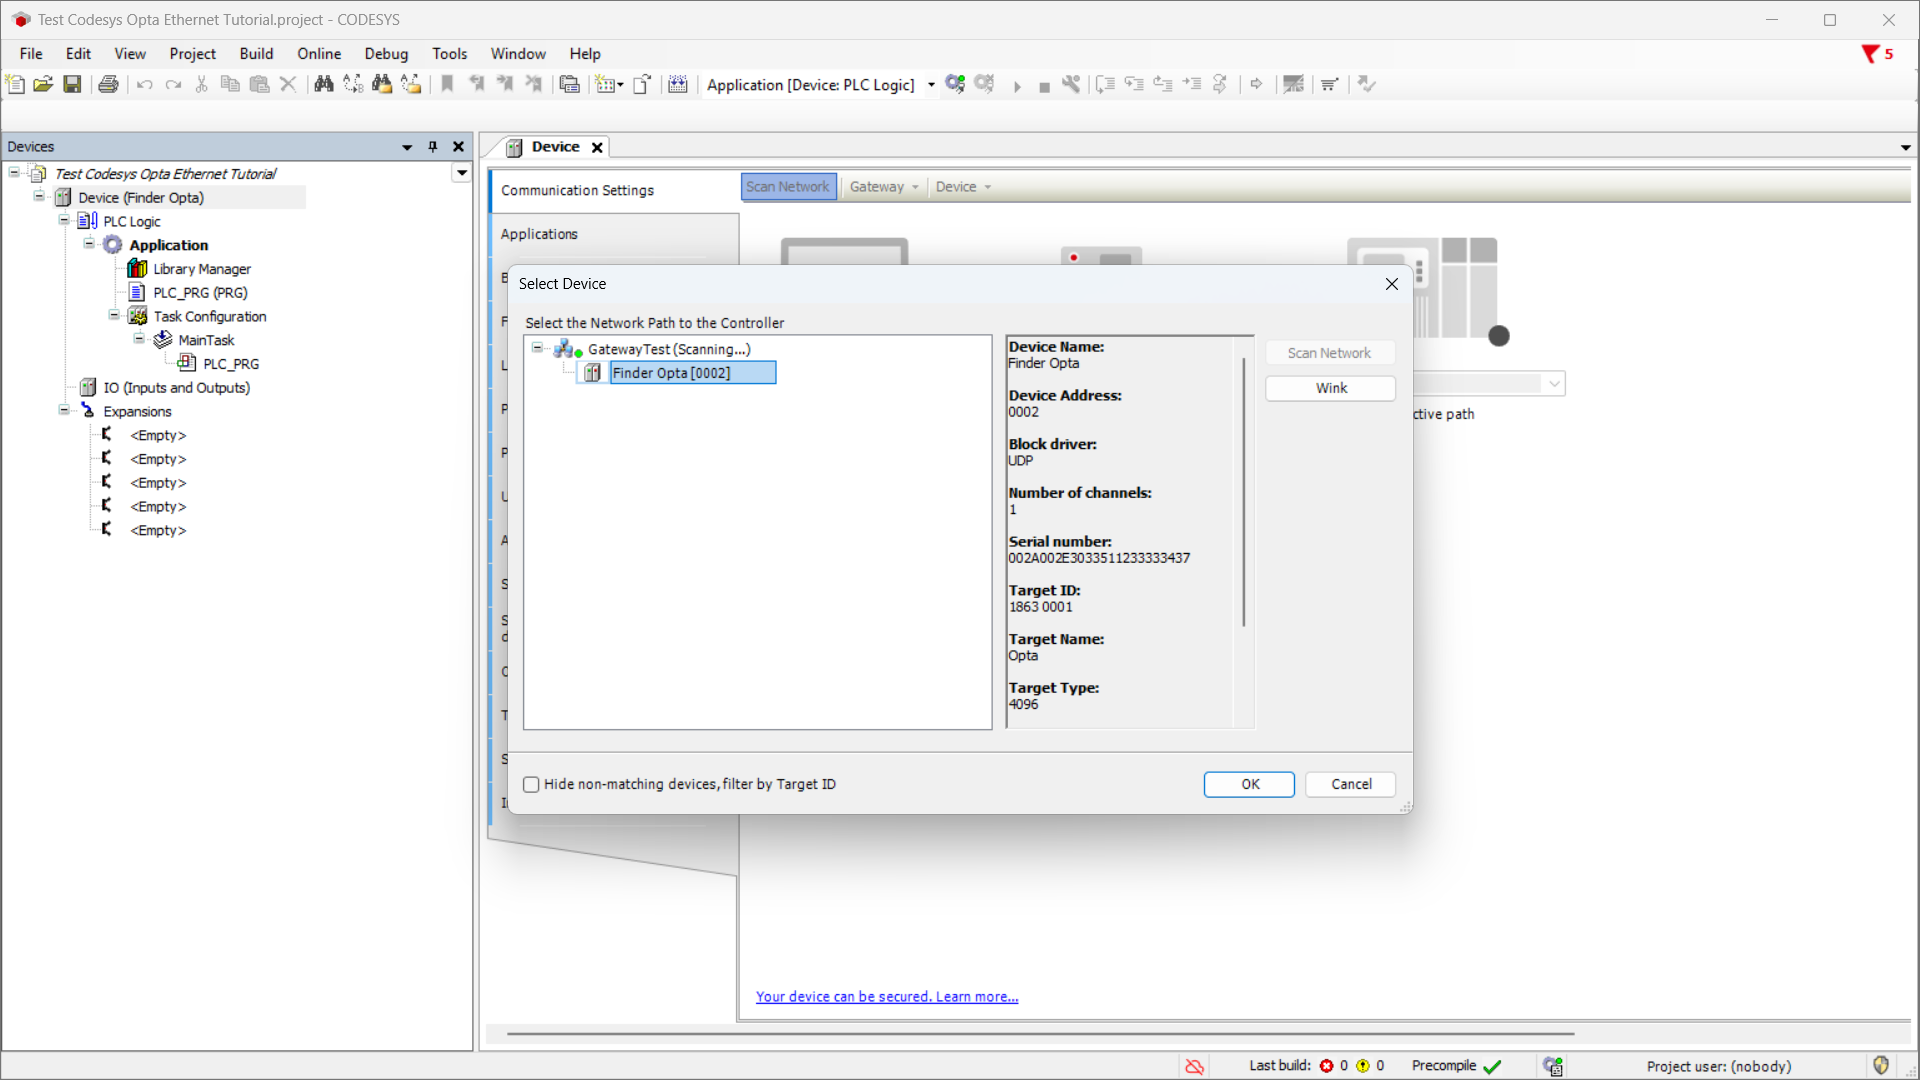 Test Codesys Opta Ethernet Tutorial.project - CODESYS
File Edit View Project Build Online Debug Tools Window Help
5
Application [Device: PLC Logic]
Devices
Device
Test Codesys Opta Ethernet Tutorial
Device (Finder Opta)
PLC Logic
Application
Library Manager
PLC_PRG (PRG)
Task Configuration
MainTask
PLC_PRG
IO (Inputs and Outputs)
Expansions
<Empty>
<Empty>
<Empty>
<Empty>
<Empty>
Communication Settings
Applications
Scan Network Gateway Device
Select Device
Select the Network Path to the Controller
GatewayTest (Scanning...)
Finder Opta [0002]
Device Name:
Finder Opta
Device Address:
0002
Block driver:
UDP
Number of channels:
1
Serial number:
002A002E3033511233333437
Target ID:
1863 0001
Target Name:
Opta
Target Type:
4096
Scan Network
Wink
ctive path
Hide non-matching devices, filter by Target ID
OK Cancel
Your device can be secured. Learn more...
Last build: 0 0 Precompile Project user: (nobody)